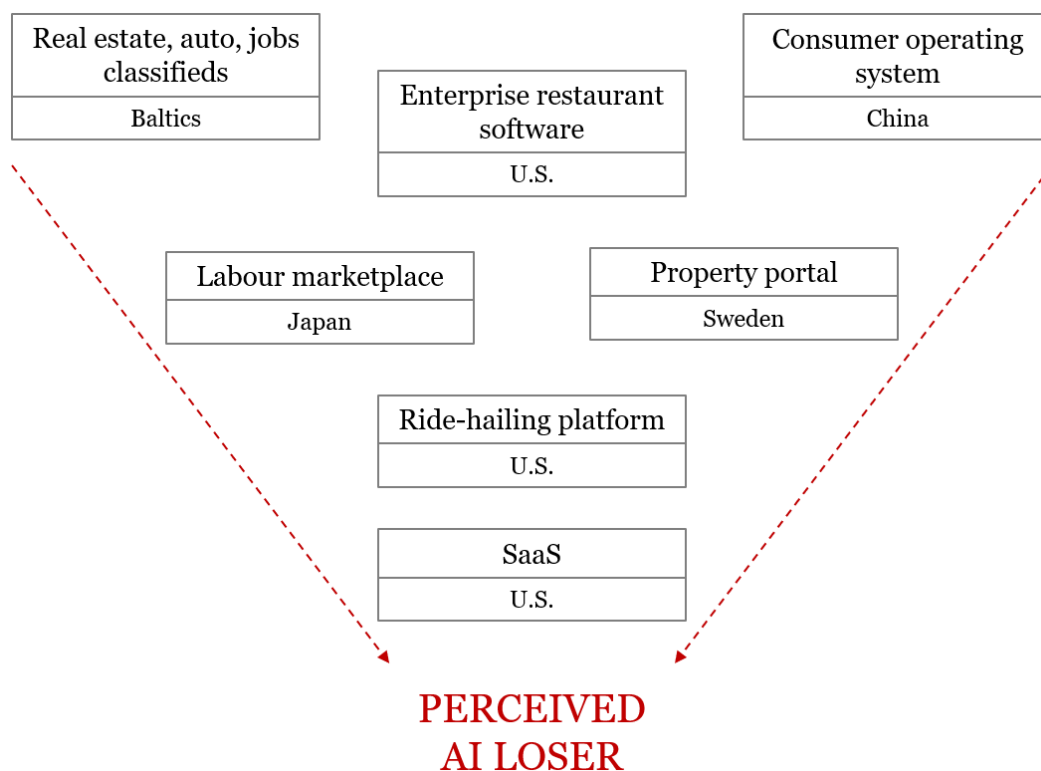 Real estate, auto, jobs
classifieds
Baltics
Enterprise restaurant
software
U.S.
Consumer operating
system
China
Labour marketplace
Japan
Property portal
Sweden
Ride-hailing platform
U.S.
SaaS
U.S.
PERCEIVED
AI LOSER